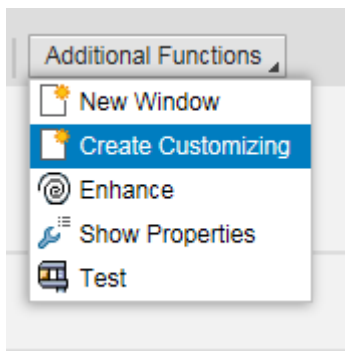 Additional Functions
New Window
Create Customizing
Enhance
Show Properties
Test